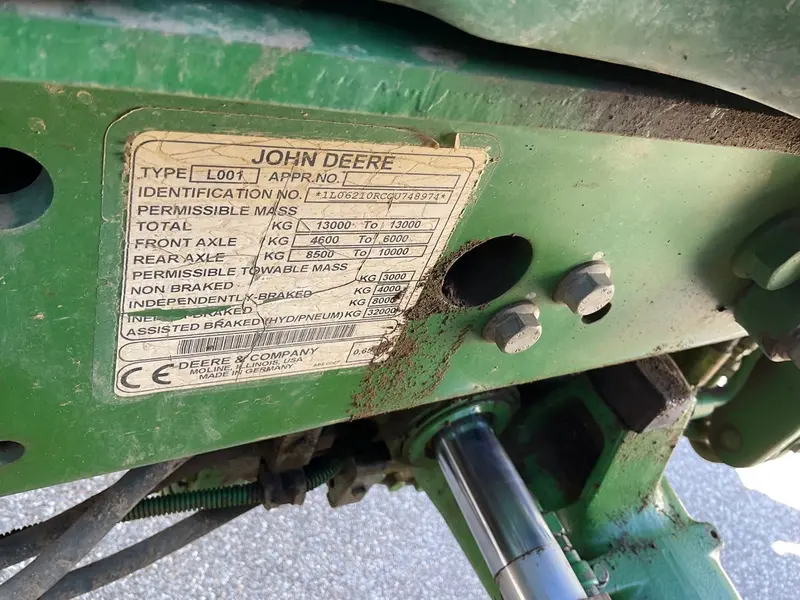 JOHN DEERE
TYPE L001 APPR.NO.
IDENTIFICATION NO. *1L06210RCCU748974*
PERMISSIBLE MASS
TOTAL KG 13000 To 13000
FRONT AXLE KG 4600 To 6000
REAR AXLE KG 8500 To 10000
PERMISSIBLE TOWABLE MASS
NON BRAKED KG 3000
INDEPENDENTLY-BRAKED KG 4000
BRAKED KG 8000
ASSISTED BRAKED (HYD/PNEUM) KG 32000
CE DEERE & COMPANY
MOLINE, ILLINOIS, USA
MADE IN GERMANY